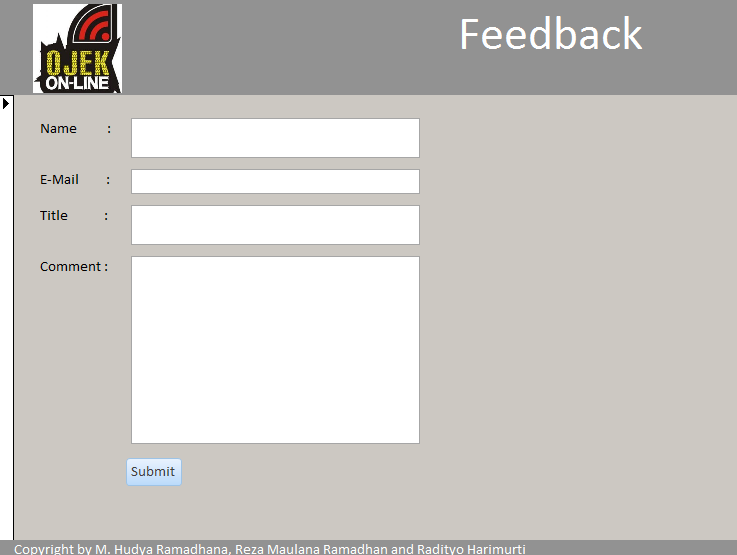 OJEK
ON-LINE
Feedback
Name :
E-Mail :
Title :
Comment :
Submit
Copyright by M. Hudya Ramadhana, Reza Maulana Ramadhan and Radityo Harimurti